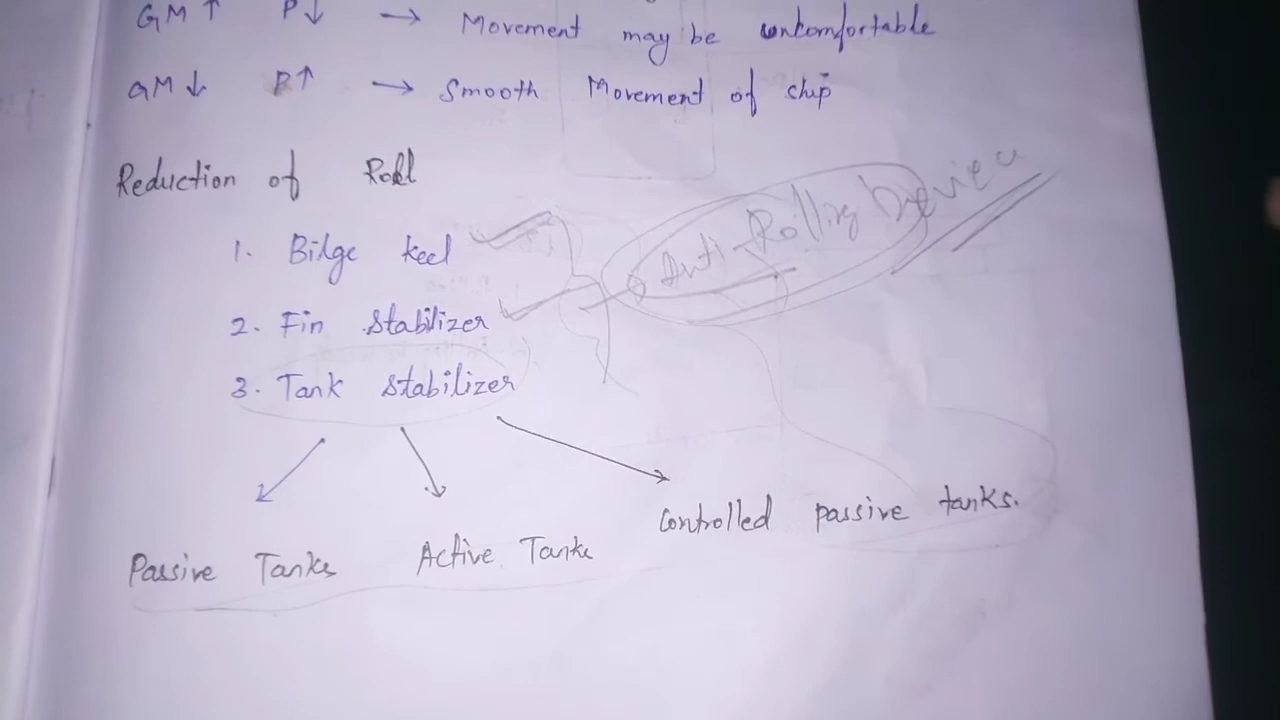 GM ↑ P ↓ → Movement may be uncomfortable
GM ↓ P ↑ → Smooth Movement of ship
Reduction of Roll
1. Bilge keel
Anti-Rolling
2. Fin Stabilizer
3. Tank Stabilizer
Controlled passive tanks.
Passive Tanks Active Tanks